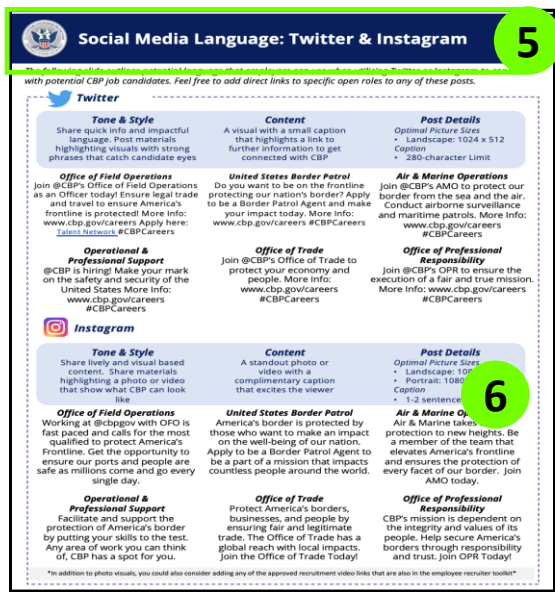 Social Media Language: Twitter & Instagram
5
with potential CBP job candidates. Feel free to add direct links to specific open roles to any of these posts.
Twitter
Tone & Style
Share quick info and impactful
language. Post materials
highlighting visuals with strong
phrases that catch candidate eyes
Content
A visual with a small caption
that highlights a link to
further information to get
connected with CBP
Post Details
Optimal Picture Sizes
• Landscape: 1024 x 512
Caption
• 280-character Limit
Office of Field Operations
Join @CBP's Office of Field Operations
as an Officer today! Ensure legal trade
and travel to ensure America's
frontline is protected! More Info:
www.cbp.gov/careers Apply here:
Talent Network #CBPCareers
United States Border Patrol
Do you want to be on the frontline
protecting our nation's border? Apply
to be a Border Patrol Agent and make
your impact today. More Info:
www.cbp.gov/careers #CBPCareers
Air & Marine Operations
Join @CBP's AMO to protect our
border from the sea and the air.
Conduct airborne surveillance
and maritime patrols. More Info:
www.cbp.gov/careers
#CBPCareers
Operational &
Professional Support
@CBP is hiring! Make your mark
on the safety and security of the
United States More Info:
www.cbp.gov/careers
#CBPCareers
Office of Trade
Join @CBP's Office of Trade to
protect your economy and
people. More Info:
www.cbp.gov/careers
#CBPCareers
Office of Professional
Responsibility
Join @CBP's OPR to ensure the
execution of a fair and true mission.
More Info: www.cbp.gov/careers
#CBPCareers
Instagram
Tone & Style
Share lively and visual based
content. Share materials
highlighting a photo or video
that show what CBP can look
like
Content
A standout photo or
video with a
complimentary caption
that excites the viewer
Post Details
Optimal Picture Sizes
• Landscape:
• Portrait: 1080
Caption
• 1-2
6
Office of Field Operations
Working at @cbpgov with OFO is
fast paced and calls for the most
qualified to protect America's
Frontline. Get the opportunity to
ensure our ports and people are
safe as millions come and go every
single day.
United States Border Patrol
America's border is protected by
those who want to make an impact
on the well-being of our nation.
Apply to be a Border Patrol Agent to
be a part of a mission that impacts
countless people around the world.
Air & Marine
Air & Marine takes
protection to new heights. Be
a member of the team that
elevates America's frontline
and ensures the protection of
every facet of our border. Join
AMO today.
Operational &
Professional Support
Facilitate and support the
protection of America's border
by putting your skills to the test.
Any area of work you can think
of, CBP has a spot for you.
Office of Trade
Protect America's borders,
businesses, and people by
ensuring fair and legitimate
trade. The Office of Trade has a
global reach with local impacts.
Join the Office of Trade Today!
Office of Professional
Responsibility
CBP's mission is dependent on
the integrity and values of its
people. Help secure America's
borders through responsibility
and trust. Join OPR Today!
*In addition to photo visuals, you could also consider adding any of the approved recruitment video links that are also in the employee recruiter toolkit*